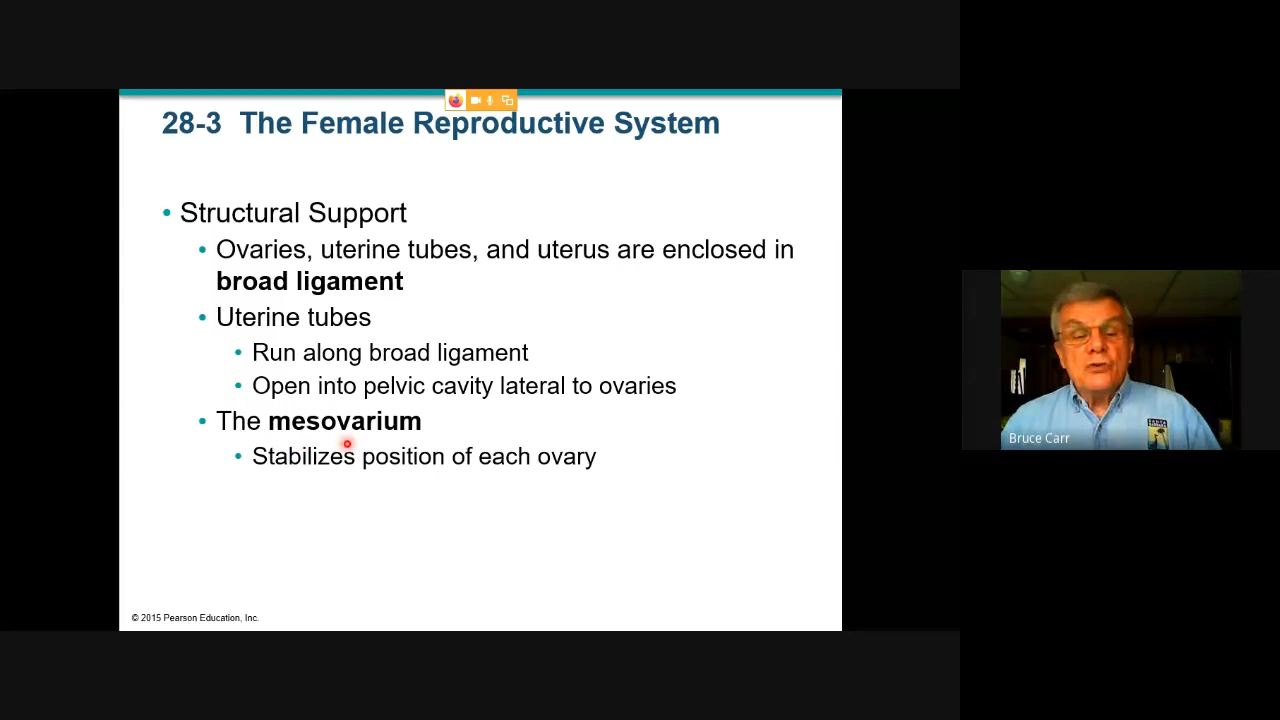 28-3 The Female Reproductive System
• Structural Support
• Ovaries, uterine tubes, and uterus are enclosed in
broad ligament
• Uterine tubes
• Run along broad ligament
• Open into pelvic cavity lateral to ovaries
• The mesovarium
• Stabilizes position of each ovary
© 2015 Pearson Education, Inc.
Bruce Carr